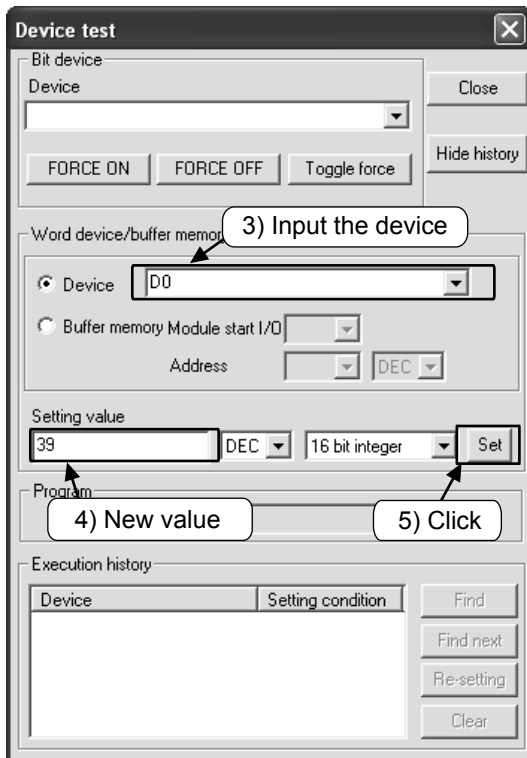 Device test
Bit device
Device
Close
FORCE ON FORCE OFF Toggle force
Hide history
3) Input the device
Word device/buffer memor
Device D0
Buffer memory Module start I/O
Address DEC
Setting value
39 DEC 16 bit integer Set
Program
4) New value 5) Click
Execution history
Device Setting condition
Find
Find next
Re-setting
Clear